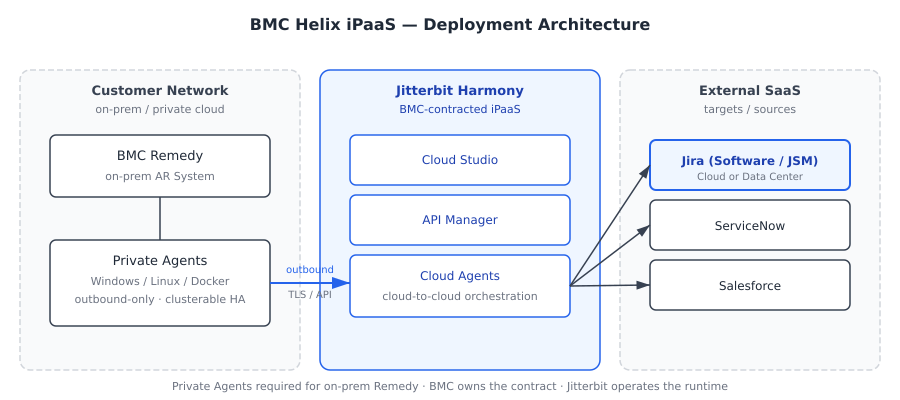 BMC Helix iPaaS — Deployment Architecture
Customer Network
on-prem / private cloud
BMC Remedy
on-prem AR System
Private Agents
Windows / Linux / Docker
outbound-only · clusterable HA
outbound
TLS / API
Jitterbit Harmony
BMC-contracted iPaaS
Cloud Studio
API Manager
Cloud Agents
cloud-to-cloud orchestration
External SaaS
targets / sources
Jira (Software / JSM)
Cloud or Data Center
ServiceNow
Salesforce
Private Agents required for on-prem Remedy · BMC owns the contract · Jitterbit operates the runtime